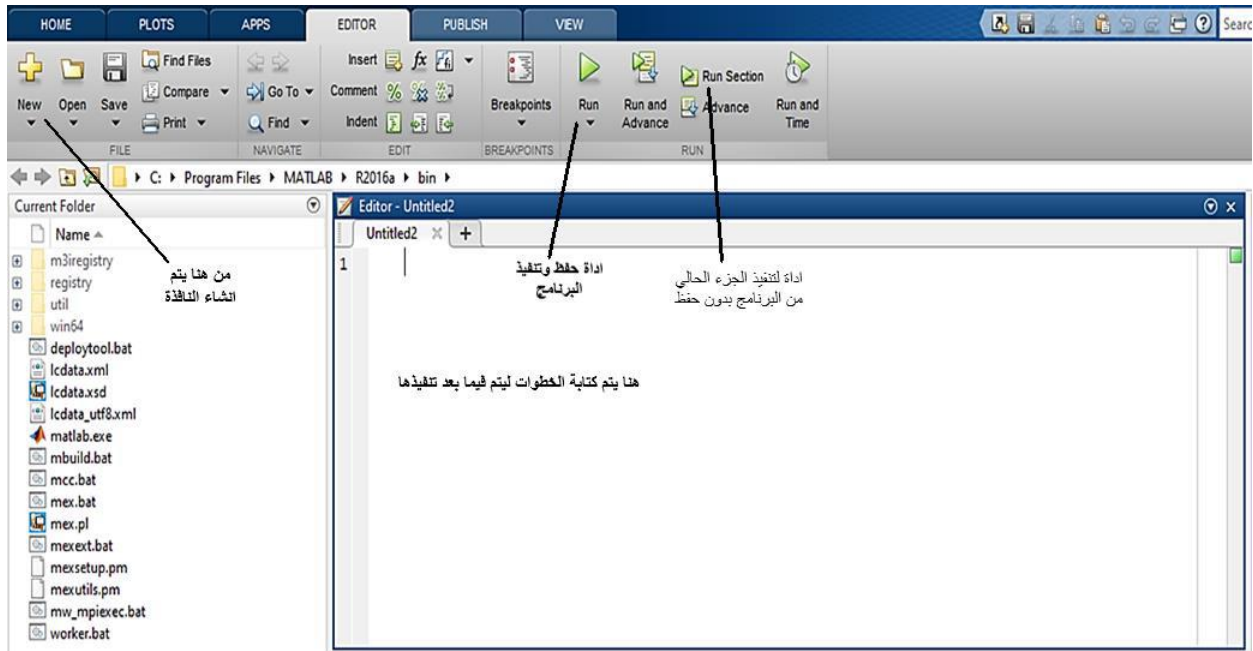 HOME PLOTS APPS EDITOR PUBLISH VIEW
Searc
New Open Save
Find Files
Compare
Print
FILE
Go To
Find
NAVIGATE
Insert fx
Comment
Indent
EDIT
Breakpoints
BREAKPOINTS
Run
Run and Advance
Run Section
Advance
Run and Time
RUN
C: Program Files MATLAB R2016a bin
Current Folder
Name
m3iregistry
registry
util
win64
deploytool.bat
lcdata.xml
lcdata.xsd
lcdata_utf8.xml
matlab.exe
mbuild.bat
mcc.bat
mex.bat
mex.pl
mexext.bat
mexsetup.pm
mexutils.pm
mw_mpiexec.bat
worker.bat
Editor - Untitled2
Untitled2
1
من هنا يتم
انشاء النافذة
اداة حفظ وتنفيذ
البرنامج
اداة لتنفيذ الجزء الحالي
من البرنامج بدون حفظ
هنا يتم كتابة الخطوات ليتم فيما بعد تنفيذها